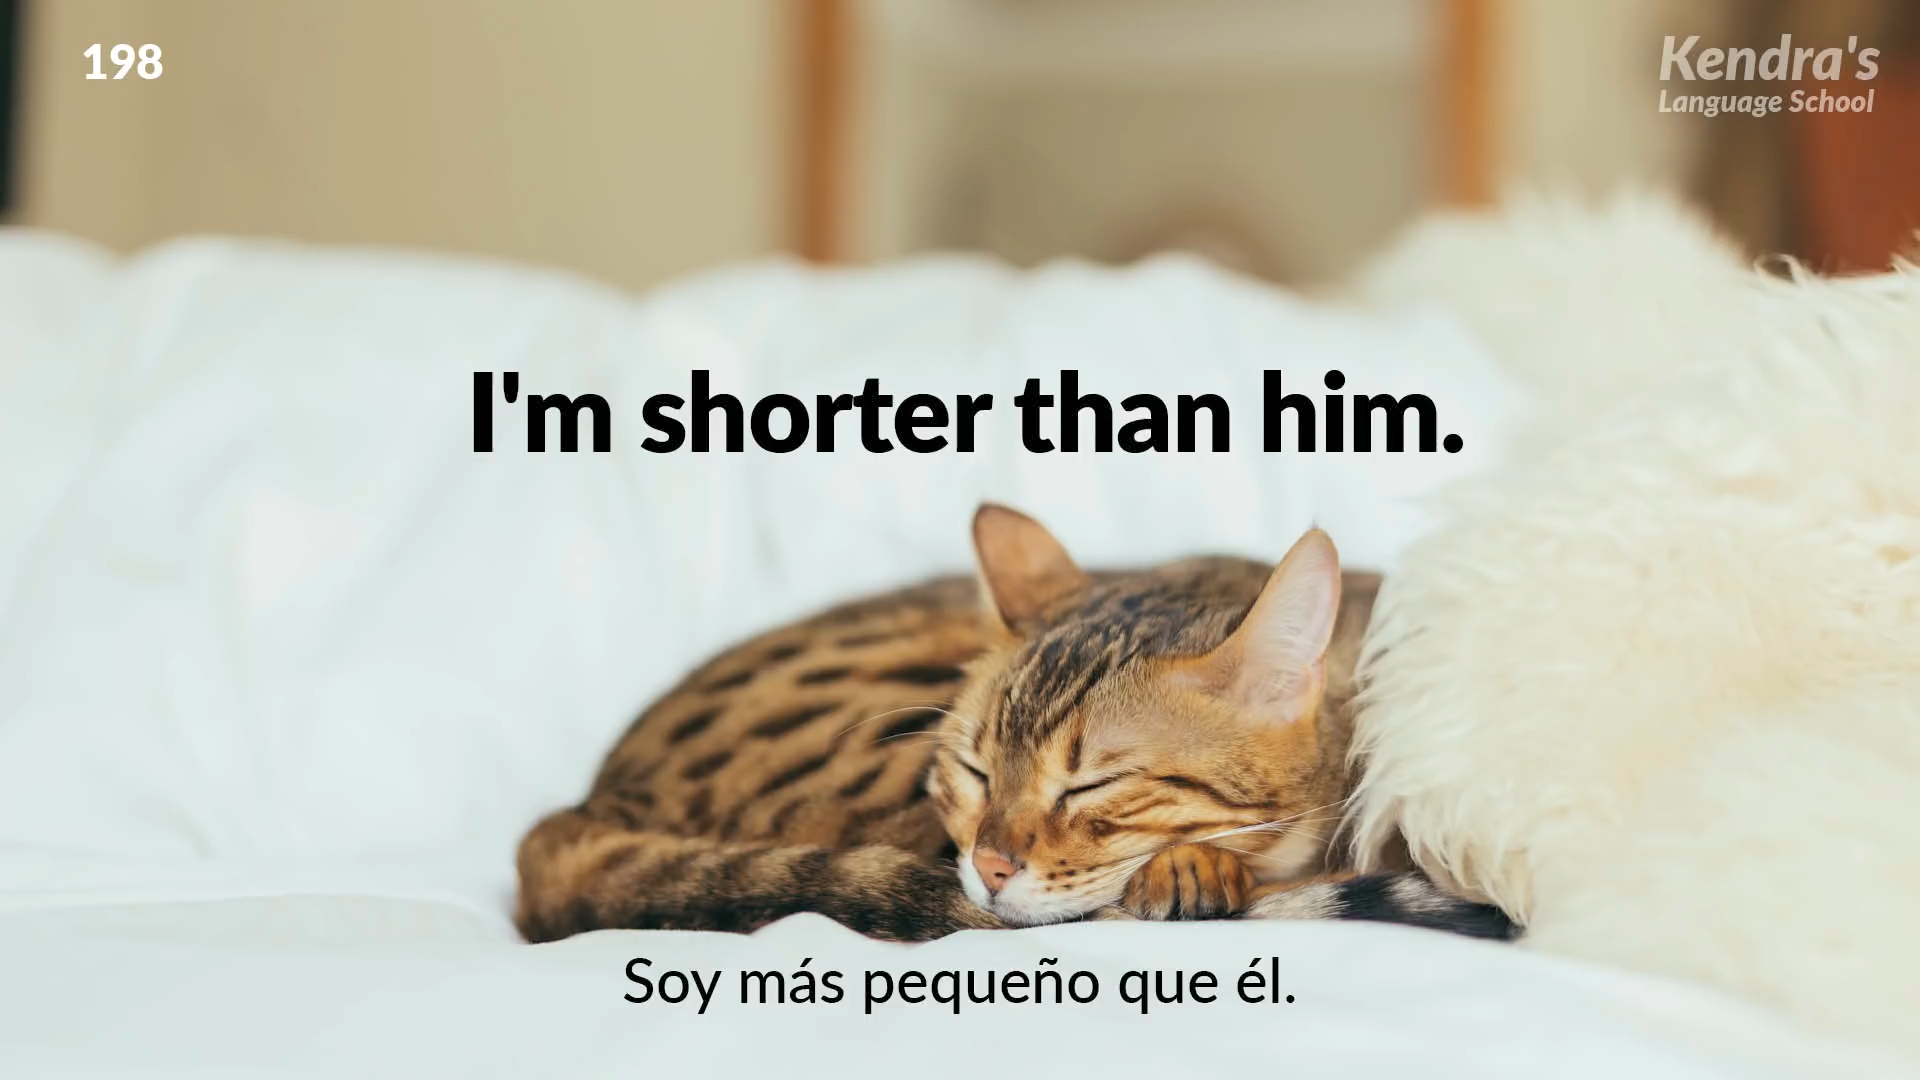 198
Kendra's
Language School
I'm shorter than him.
Soy más pequeño que él.